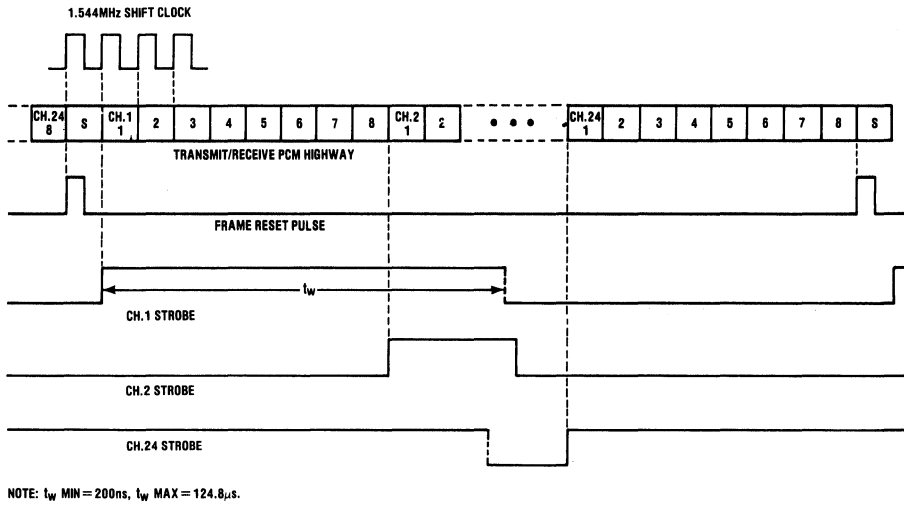 1.544MHz SHIFT CLOCK
CH.24 8 S CH.1 1 2 3 4 5 6 7 8 CH.2 1 2 • • • CH.24 1 2 3 4 5 6 7 8 S
TRANSMIT/RECEIVE PCM HIGHWAY
FRAME RESET PULSE
tw
CH.1 STROBE
CH.2 STROBE
CH.24 STROBE
NOTE: tw MIN = 200ns, tw MAX = 124.8µs.